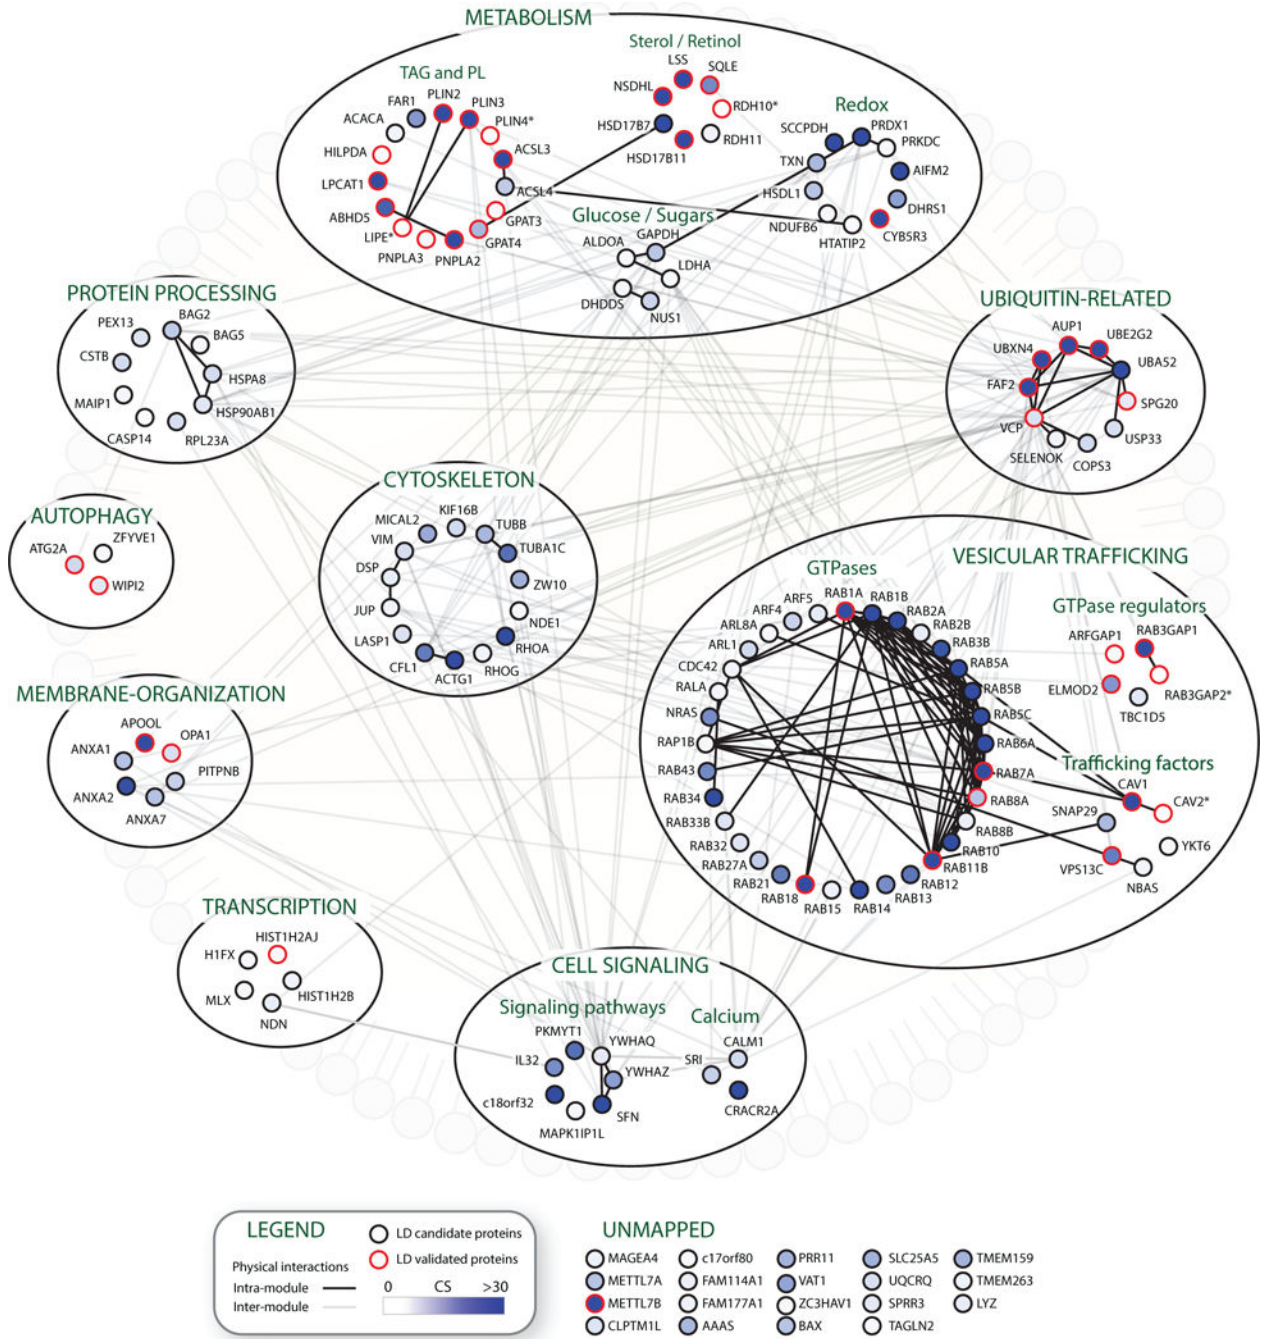 METABOLISM
Sterol / Retinol
LSS
SQLE
NSDHL
RDH10*
HSD17B7
RDH11
HSD17B11
TAG and PL
PLIN2
PLIN3
FAR1
PLIN4*
ACACA
ACSL3
HILPDA
ACSL4
LPCAT1
GPAT3
ABHD5
GPAT4
LIPE*
PNPLA3
PNPLA2
Redox
SCCPDH
PRDX1
PRKDC
TXN
AIFM2
HSDL1
DHRS1
NDUFB6
CYB5R3
HTATIP2
Glucose / Sugars
GAPDH
ALDOA
LDHA
DHDDS
NUS1
PROTEIN PROCESSING
BAG2
PEX13
BAG5
CSTB
HSPA8
MAIP1
HSP90AB1
CASP14
RPL23A
UBIQUITIN-RELATED
AUP1
UBE2G2
UBXN4
UBA52
FAF2
SPG20
VCP
USP33
SELENOK
COPS3
AUTOPHAGY
ZFYVE1
ATG2A
WIPI2
CYTOSKELETON
KIF16B
MICAL2
TUBB
VIM
TUBA1C
DSP
ZW10
JUP
NDE1
LASP1
RHOA
CFL1
RHOG
ACTG1
VESICULAR TRAFFICKING
GTPases
RAB1A
RAB1B
ARF5
RAB2A
ARF4
RAB2B
ARL8A
RAB3B
ARL1
RAB5A
CDC42
RAB5B
RALA
RAB5C
NRAS
RAB6A
RAP1B
RAB7A
RAB43
RAB8A
RAB34
RAB8B
RAB33B
RAB10
RAB32
RAB11B
RAB27A
RAB12
RAB21
RAB13
RAB18
RAB14
RAB15
GTPase regulators
ARFGAP1
RAB3GAP1
ELMOD2
RAB3GAP2*
TBC1D5
Trafficking factors
CAV1
CAV2*
SNAP29
YKT6
VPS13C
NBAS
MEMBRANE-ORGANIZATION
APOOL
OPA1
ANXA1
PITPNB
ANXA2
ANXA7
TRANSCRIPTION
HIST1H2AJ
H1FX
HIST1H2B
MLX
NDN
CELL SIGNALING
Signaling pathways
PKMYT1
YWHAQ
IL32
YWHAZ
c18orf32
SFN
MAPK1IP1L
Calcium
CALM1
SRI
CRACR2A
LEGEND
LD candidate proteins
LD validated proteins
Physical interactions
Intra-module
Inter-module
0 CS >30
UNMAPPED
MAGEA4 c17orf80 PRR11 SLC25A5 TMEM159
METTL7A FAM114A1 VAT1 UQCRQ TMEM263
METTL7B FAM177A1 ZC3HAV1 SPRR3 LYZ
CLPTM1L AAAS BAX TAGLN2